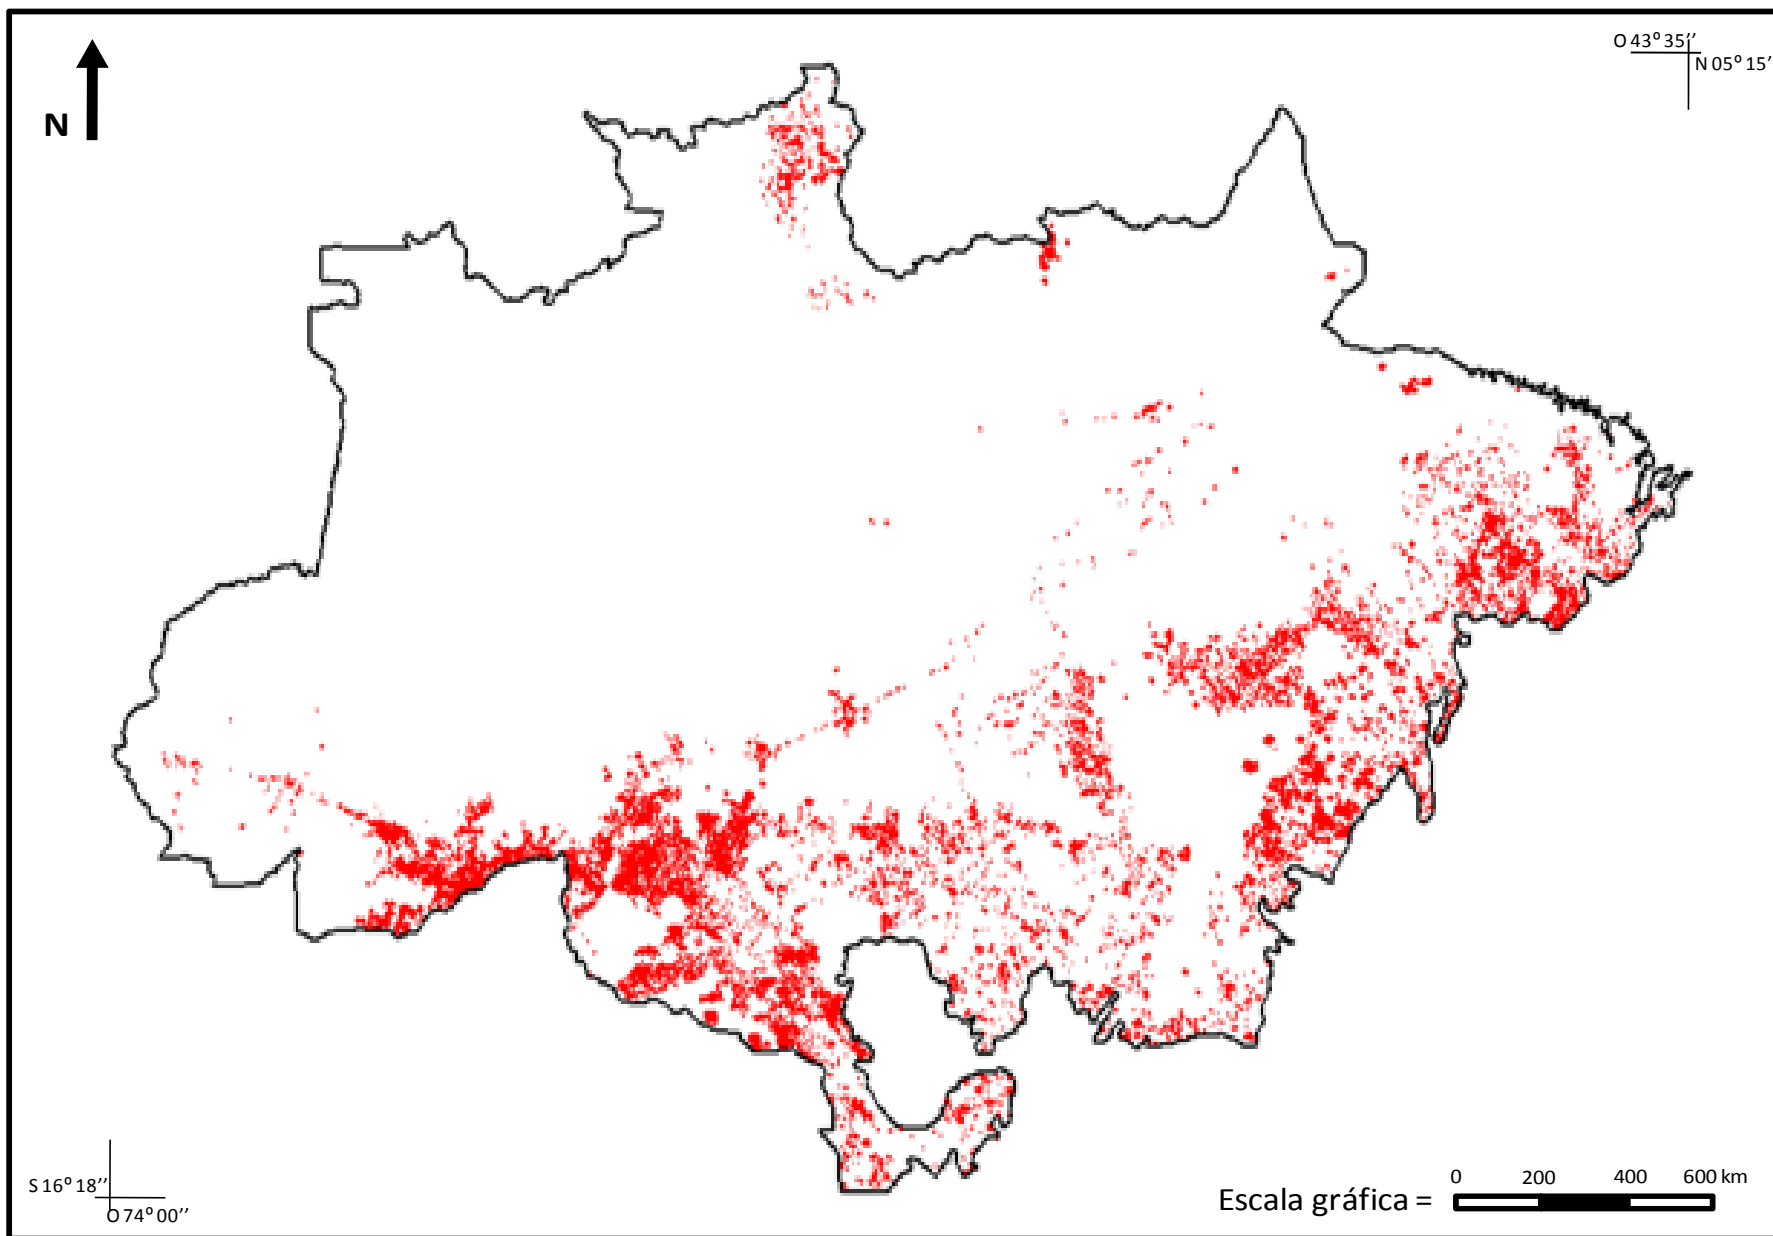 O 43° 35''
N 05° 15'
N
S 16° 18''
O 74° 00''
0 200 400 600 km
Escala gráfica =